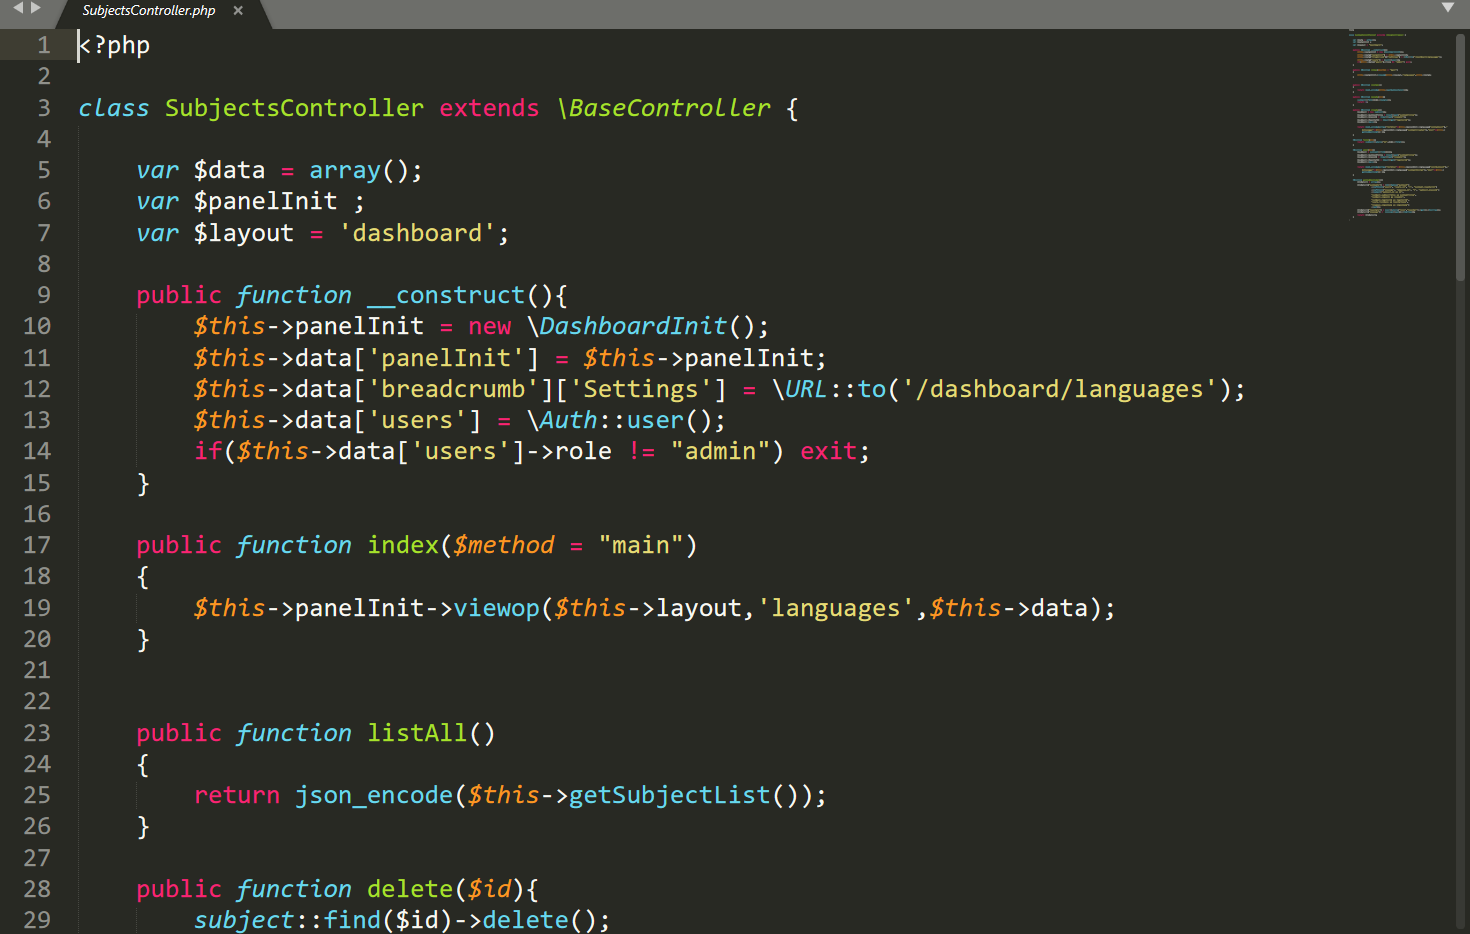 SubjectsController.php ×
1 <?php
2
3 class SubjectsController extends \BaseController {
4
5 var $data = array();
6 var $panelInit ;
7 var $layout = 'dashboard';
8
9 public function __construct(){
10 $this->panelInit = new \DashboardInit();
11 $this->data['panelInit'] = $this->panelInit;
12 $this->data['breadcrumb']['Settings'] = \URL::to('/dashboard/languages');
13 $this->data['users'] = \Auth::user();
14 if($this->data['users']->role != "admin") exit;
15 }
16
17 public function index($method = "main")
18 {
19 $this->panelInit->viewop($this->layout,'languages',$this->data);
20 }
21
22
23 public function listAll()
24 {
25 return json_encode($this->getSubjectList());
26 }
27
28 public function delete($id){
29 subject::find($id)->delete();